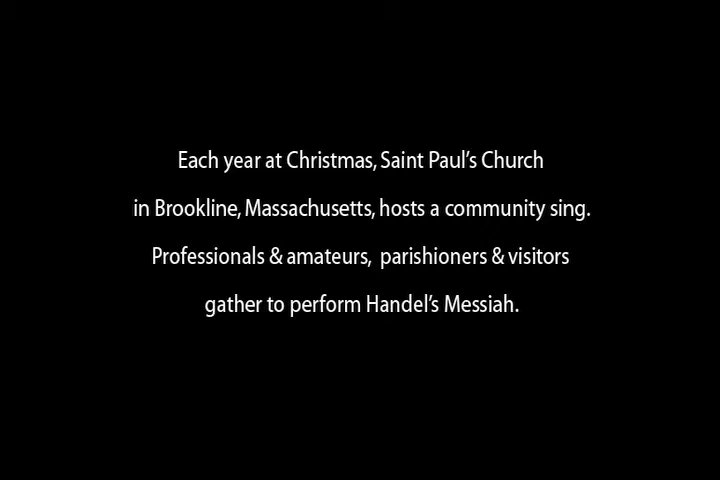 Each year at Christmas, Saint Paul's Church
in Brookline, Massachusetts, hosts a community sing.
Professionals & amateurs, parishioners & visitors
gather to perform Handel's Messiah.